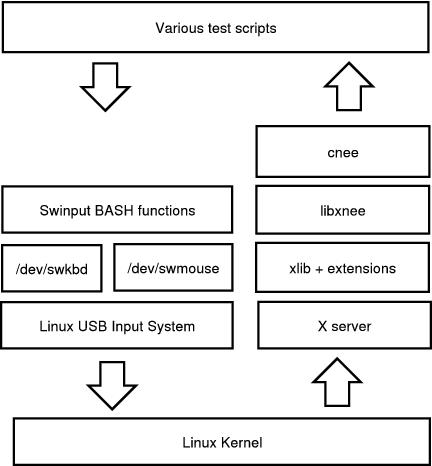 Various test scripts
cnee
Swinput BASH functions
libxnee
/dev/swkbd
/dev/swmouse
xlib + extensions
Linux USB Input System
X server
Linux Kernel